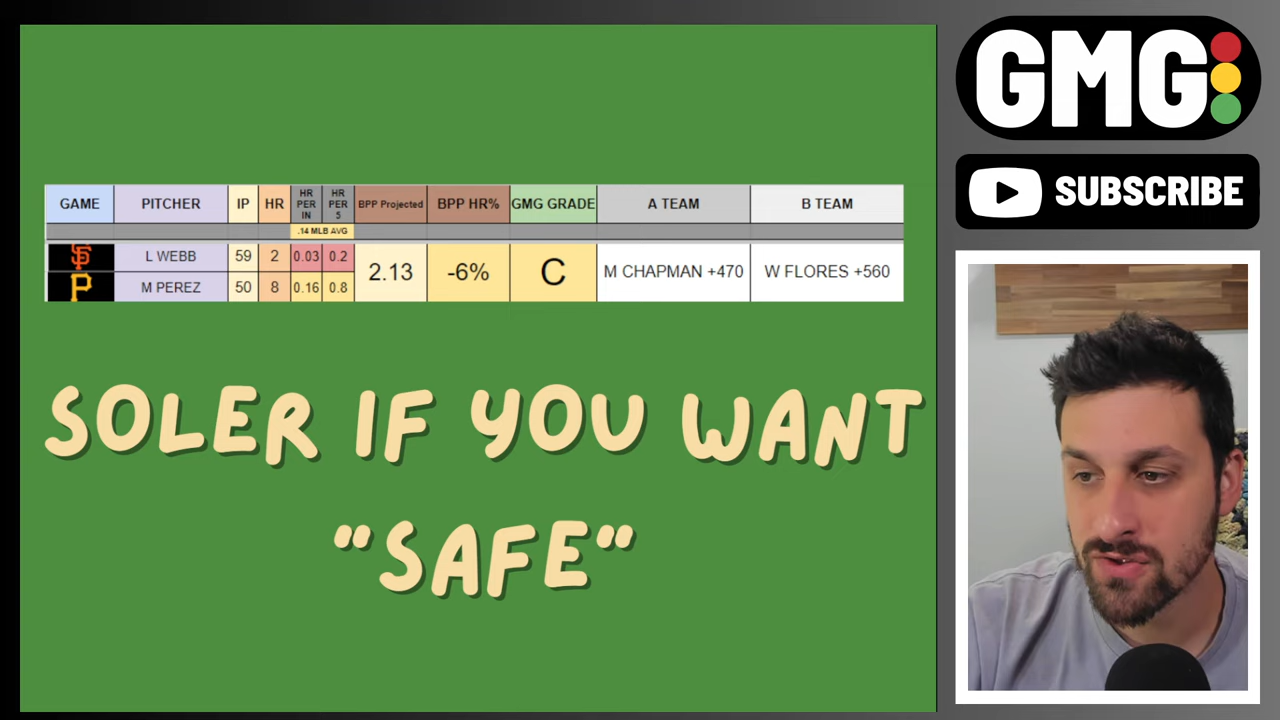 GMG
SUBSCRIBE
GAME PITCHER IP HR HR PER IN HR PER 5 BPP Projected BPP HR% GMG GRADE A TEAM B TEAM
.14 MLB AVG
SF L WEBB 59 2 0.03 0.2 2.13 -6% C M CHAPMAN +470 W FLORES +560
P M PEREZ 50 8 0.16 0.8
SOLER IF YOU WANT
"SAFE"